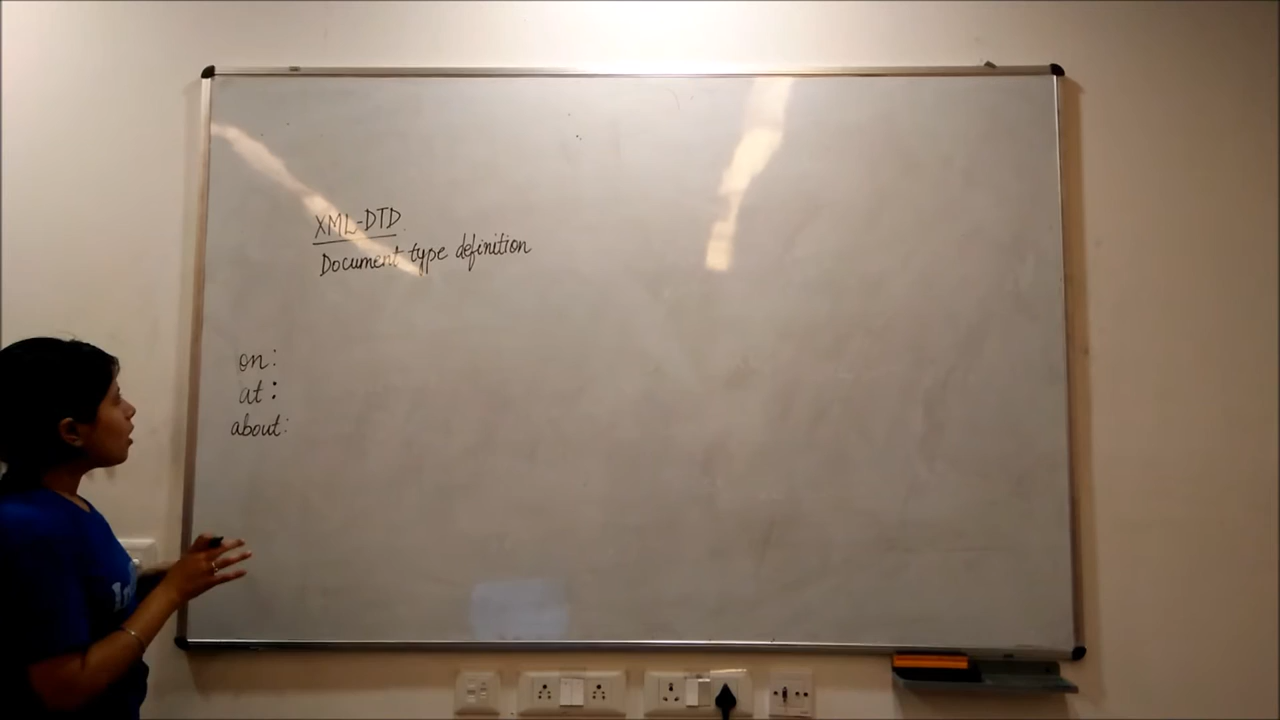 XML-DTD
Document type definition
on:
at:
about: